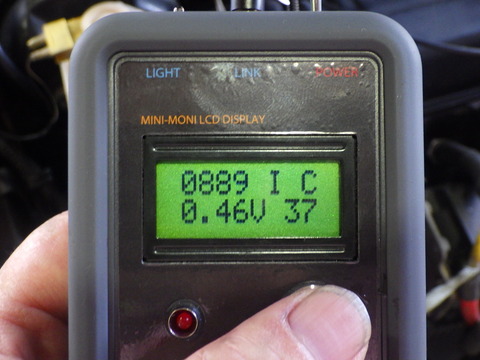 LIGHT LINK POWER
MINI-MONI LCD DISPLAY
0889 I C
0.46V 37